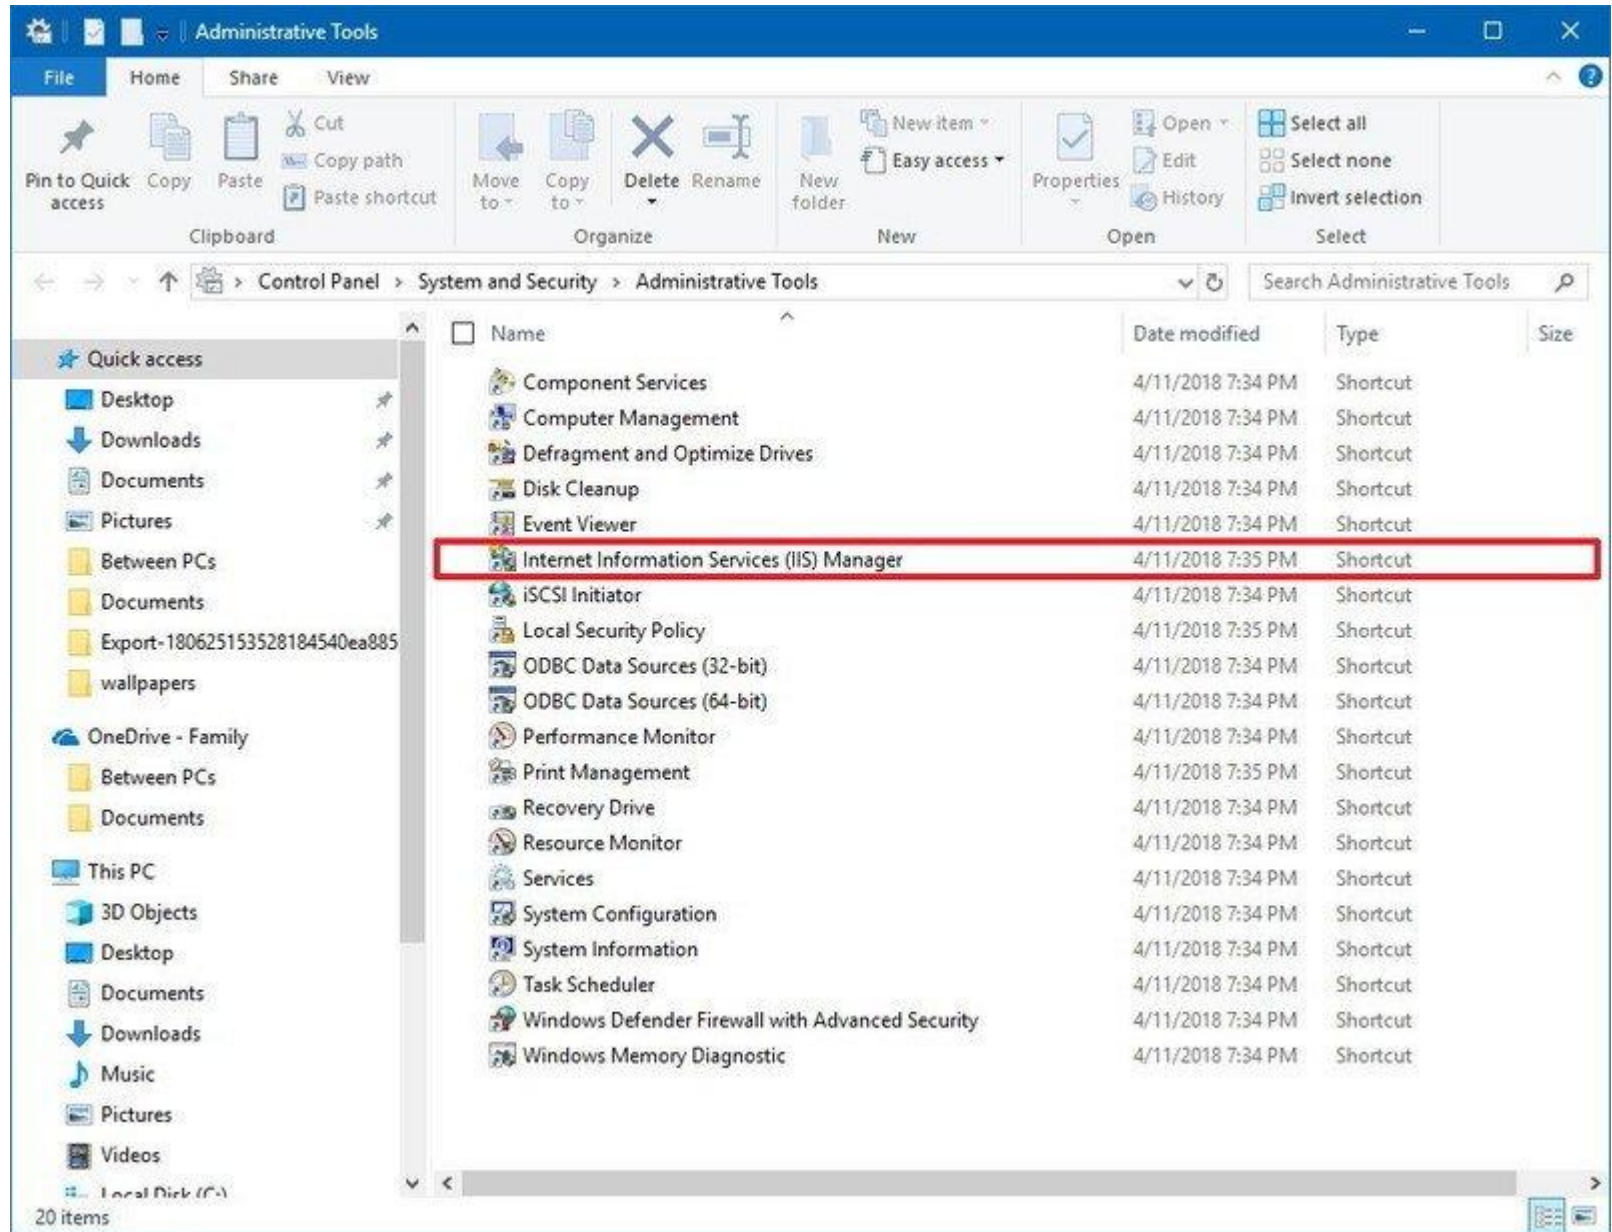 Administrative Tools
File Home Share View
Pin to Quick access
Copy
Paste
Cut
Copy path
Paste shortcut
Clipboard
Move to
Copy to
Delete
Rename
Organize
New folder
New item
Easy access
New
Properties
Open
Edit
History
Open
Select all
Select none
Invert selection
Select
Control Panel > System and Security > Administrative Tools
Search Administrative Tools
Quick access
Desktop
Downloads
Documents
Pictures
Between PCs
Documents
Export-180625153528184540ea885
wallpapers
OneDrive - Family
Between PCs
Documents
This PC
3D Objects
Desktop
Documents
Downloads
Music
Pictures
Videos
Local Disk (C:)
Name Date modified Type Size
Component Services 4/11/2018 7:34 PM Shortcut
Computer Management 4/11/2018 7:34 PM Shortcut
Defragment and Optimize Drives 4/11/2018 7:34 PM Shortcut
Disk Cleanup 4/11/2018 7:34 PM Shortcut
Event Viewer 4/11/2018 7:34 PM Shortcut
Internet Information Services (IIS) Manager 4/11/2018 7:35 PM Shortcut
iSCSI Initiator 4/11/2018 7:34 PM Shortcut
Local Security Policy 4/11/2018 7:35 PM Shortcut
ODBC Data Sources (32-bit) 4/11/2018 7:34 PM Shortcut
ODBC Data Sources (64-bit) 4/11/2018 7:34 PM Shortcut
Performance Monitor 4/11/2018 7:34 PM Shortcut
Print Management 4/11/2018 7:35 PM Shortcut
Recovery Drive 4/11/2018 7:34 PM Shortcut
Resource Monitor 4/11/2018 7:34 PM Shortcut
Services 4/11/2018 7:34 PM Shortcut
System Configuration 4/11/2018 7:34 PM Shortcut
System Information 4/11/2018 7:34 PM Shortcut
Task Scheduler 4/11/2018 7:34 PM Shortcut
Windows Defender Firewall with Advanced Security 4/11/2018 7:34 PM Shortcut
Windows Memory Diagnostic 4/11/2018 7:34 PM Shortcut
20 items